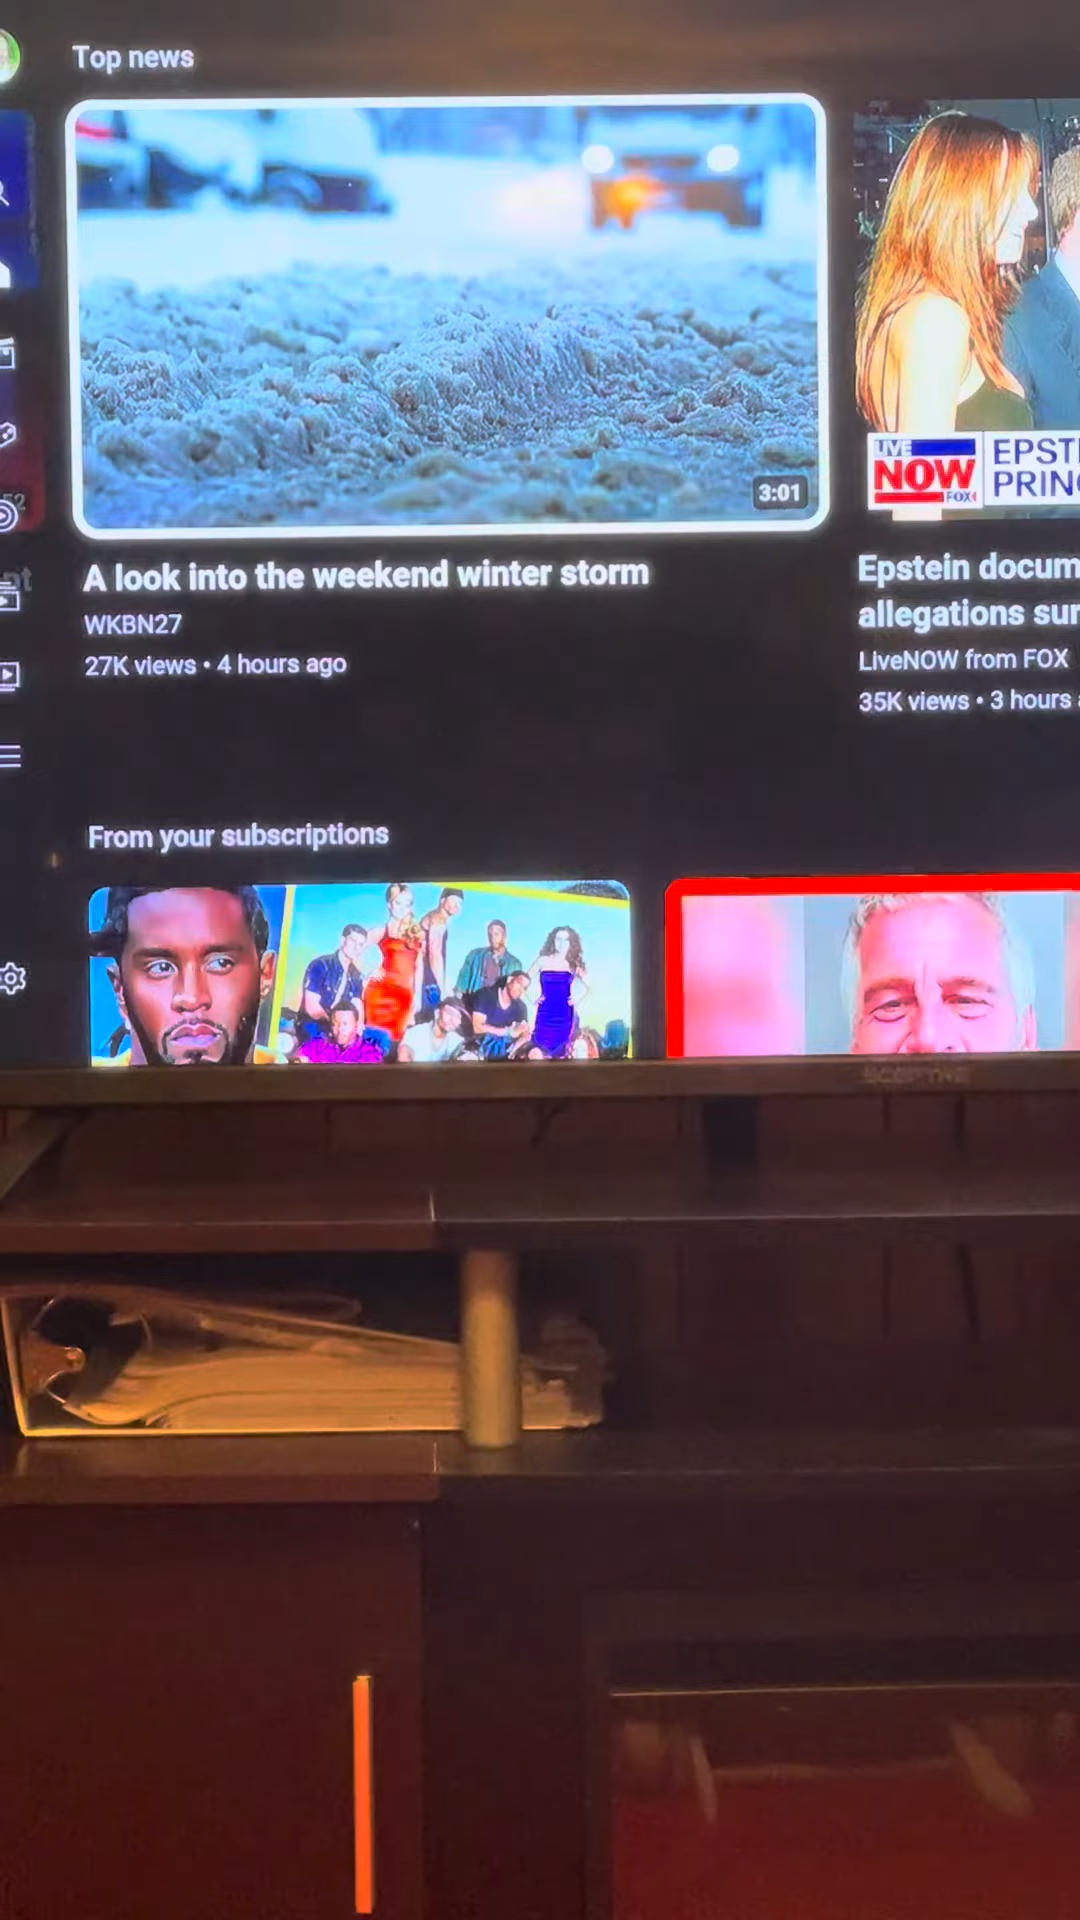 Top news
3:01
LIVE
NOW
FOX
EPST
PRIN
A look into the weekend winter storm
WKBN27
27K views • 4 hours ago
Epstein docum
allegations sur
LiveNOW from FOX
35K views • 3 hours
From your subscriptions
SCEPTRE